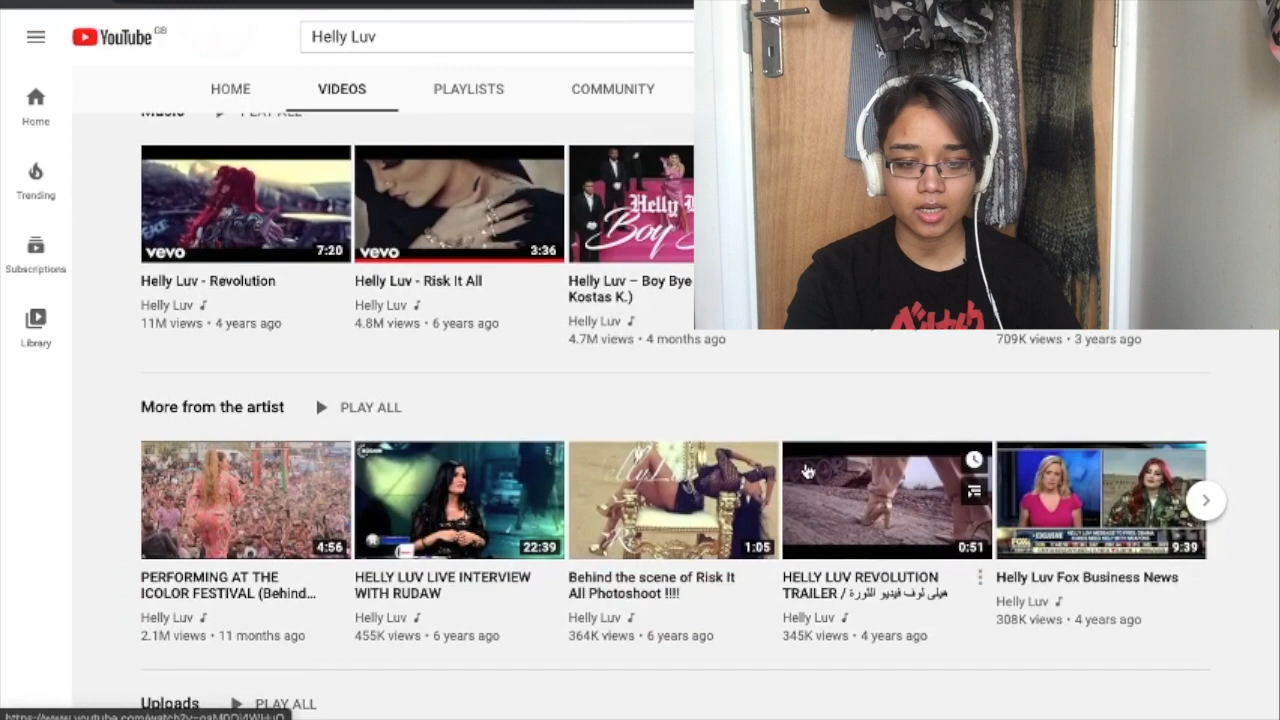 YouTube GB
Helly Luv
HOME VIDEOS PLAYLISTS COMMUNITY
Home
Trending
Subscriptions
Library
Music PLAY ALL
vevo 7:20
vevo 3:36
Helly L
Boy
Helly Luv - Revolution
Helly Luv
11M views • 4 years ago
Helly Luv - Risk It All
Helly Luv
4.8M views • 6 years ago
Helly Luv – Boy Bye
Kostas K.)
Helly Luv
4.7M views • 4 months ago
709K views • 3 years ago
More from the artist PLAY ALL
4:56
22:39
1:05
0:51
9:39
PERFORMING AT THE
ICOLOR FESTIVAL (Behind...
Helly Luv
2.1M views • 11 months ago
HELLY LUV LIVE INTERVIEW
WITH RUDAW
Helly Luv
455K views • 6 years ago
Behind the scene of Risk It
All Photoshoot !!!!
Helly Luv
364K views • 6 years ago
HELLY LUV REVOLUTION
TRAILER / هيلي لوف فيديو الثورة
Helly Luv
345K views • 4 years ago
Helly Luv Fox Business News
Helly Luv
308K views • 4 years ago
Uploads PLAY ALL